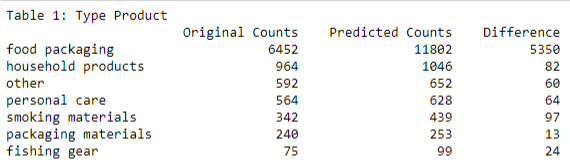 Table 1: Type Product
Original Counts Predicted Counts Difference
food packaging 6452 11802 5350
household products 964 1046 82
other 592 652 60
personal care 564 628 64
smoking materials 342 439 97
packaging materials 240 253 13
fishing gear 75 99 24